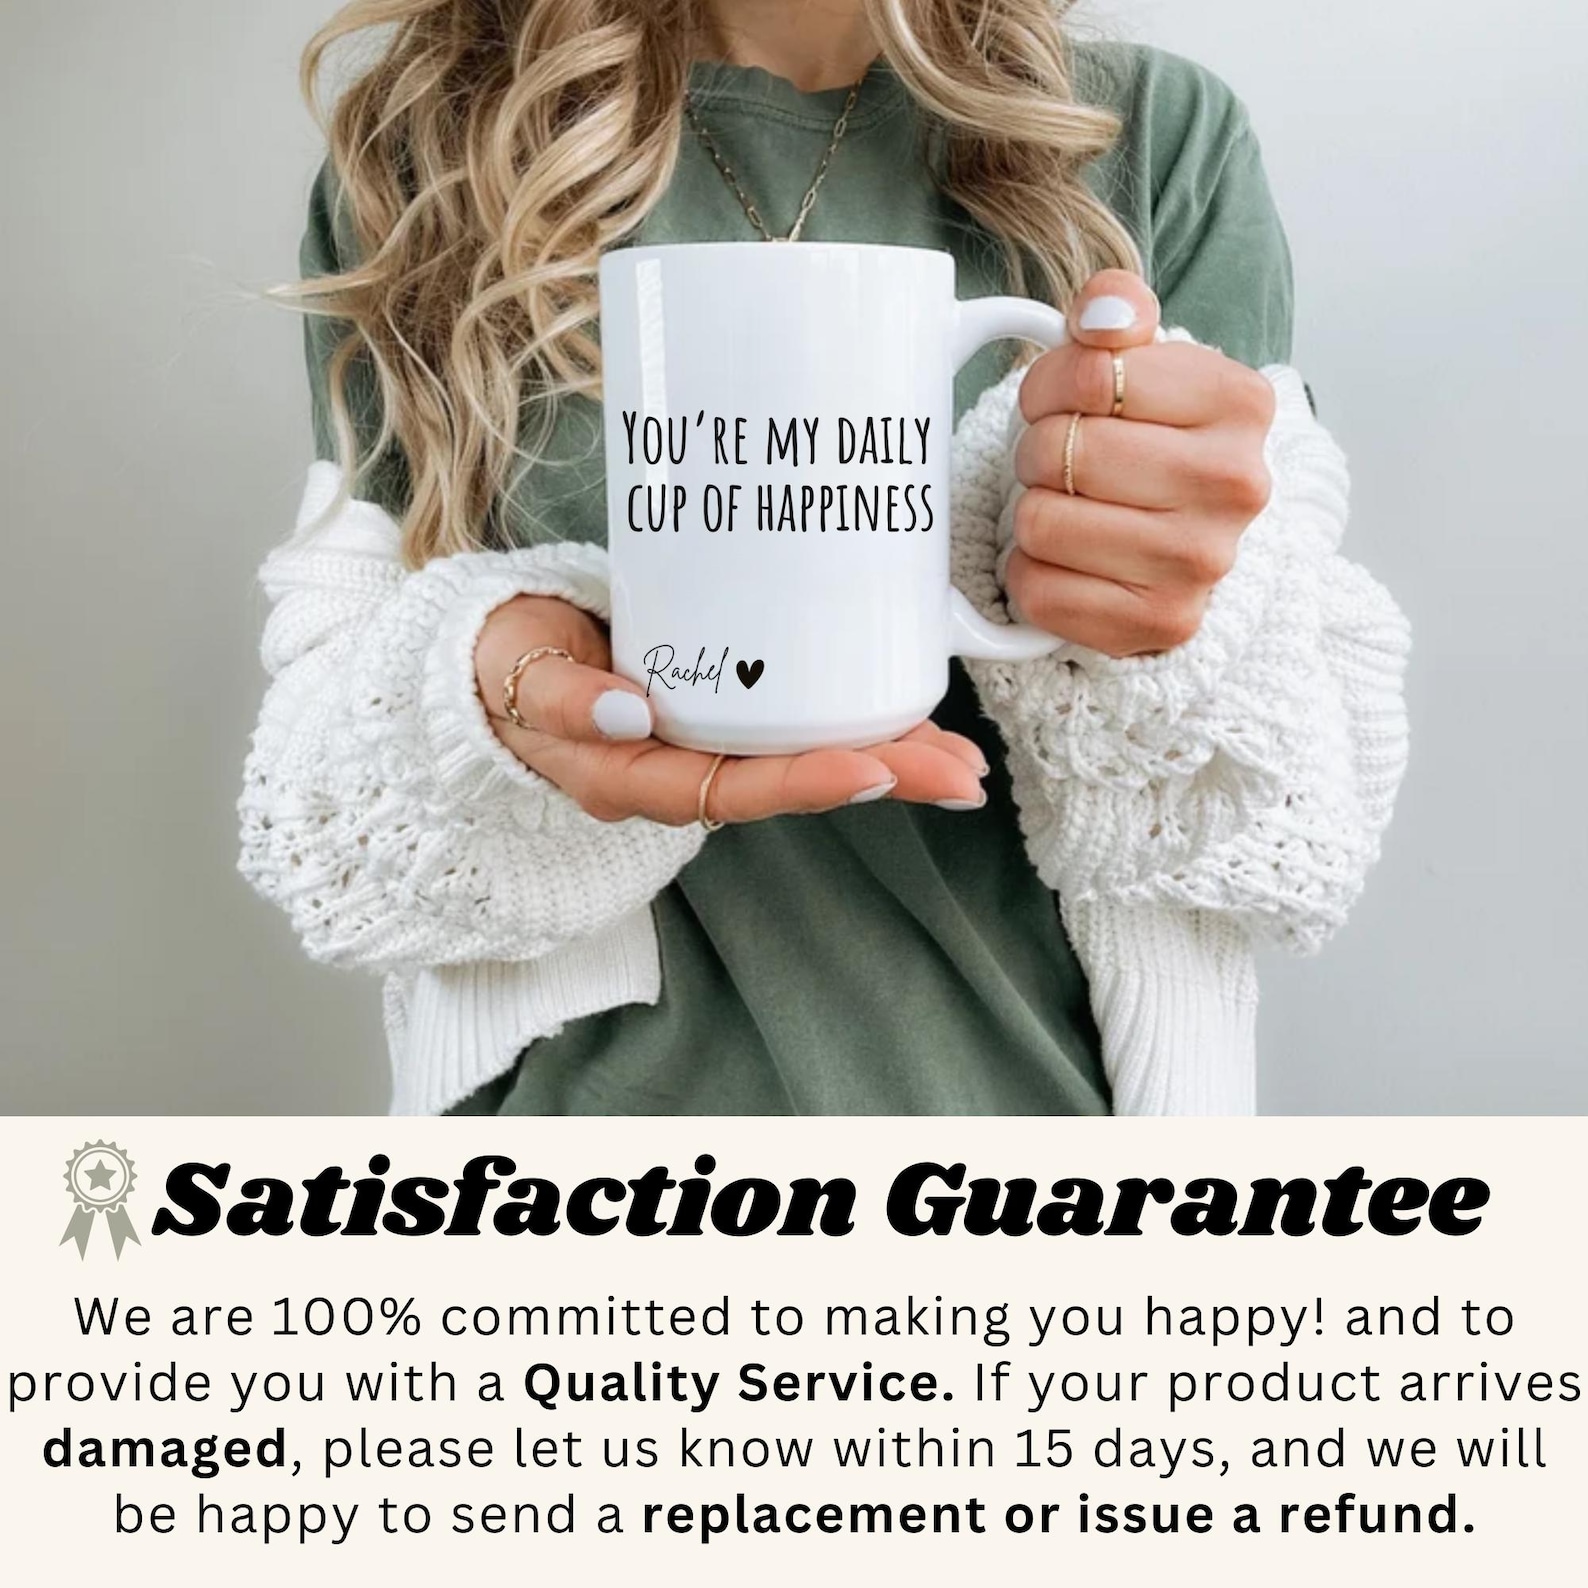 You're my daily
cup of happiness
Rachel
Satisfaction Guarantee
We are 100% committed to making you happy! and to
provide you with a Quality Service. If your product arrives
damaged, please let us know within 15 days, and we will
be happy to send a replacement or issue a refund.